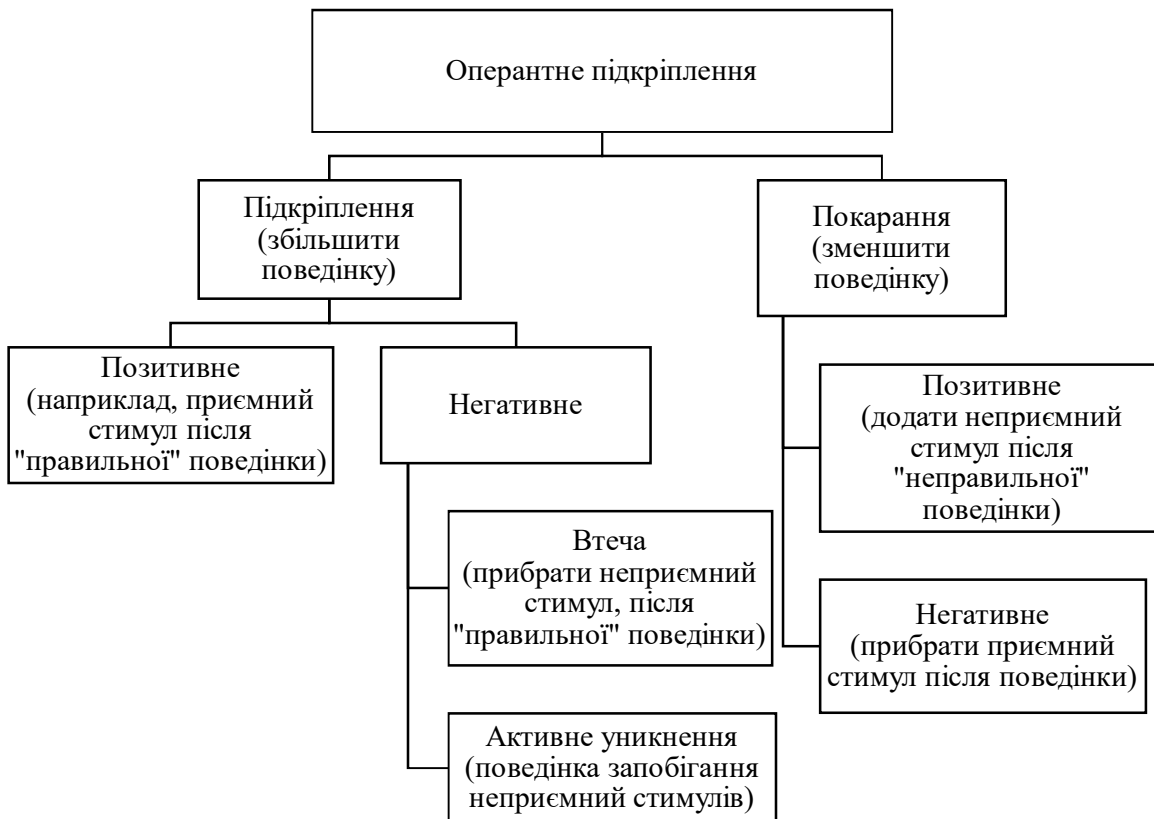 Оперантне підкріплення
Підкріплення
(збільшити
поведінку)
Покарання
(зменшити
поведінку)
Позитивне
(наприклад, приємний
стимул після
"правильної" поведінки)
Негативне
Втеча
(прибрати неприємний
стимул, після
"правильної" поведінки)
Активне уникнення
(поведінка запобігання
неприємний стимулів)
Позитивне
(додати неприємний
стимул після
"неправильної"
поведінки)
Негативне
(прибрати приємний
стимул після поведінки)